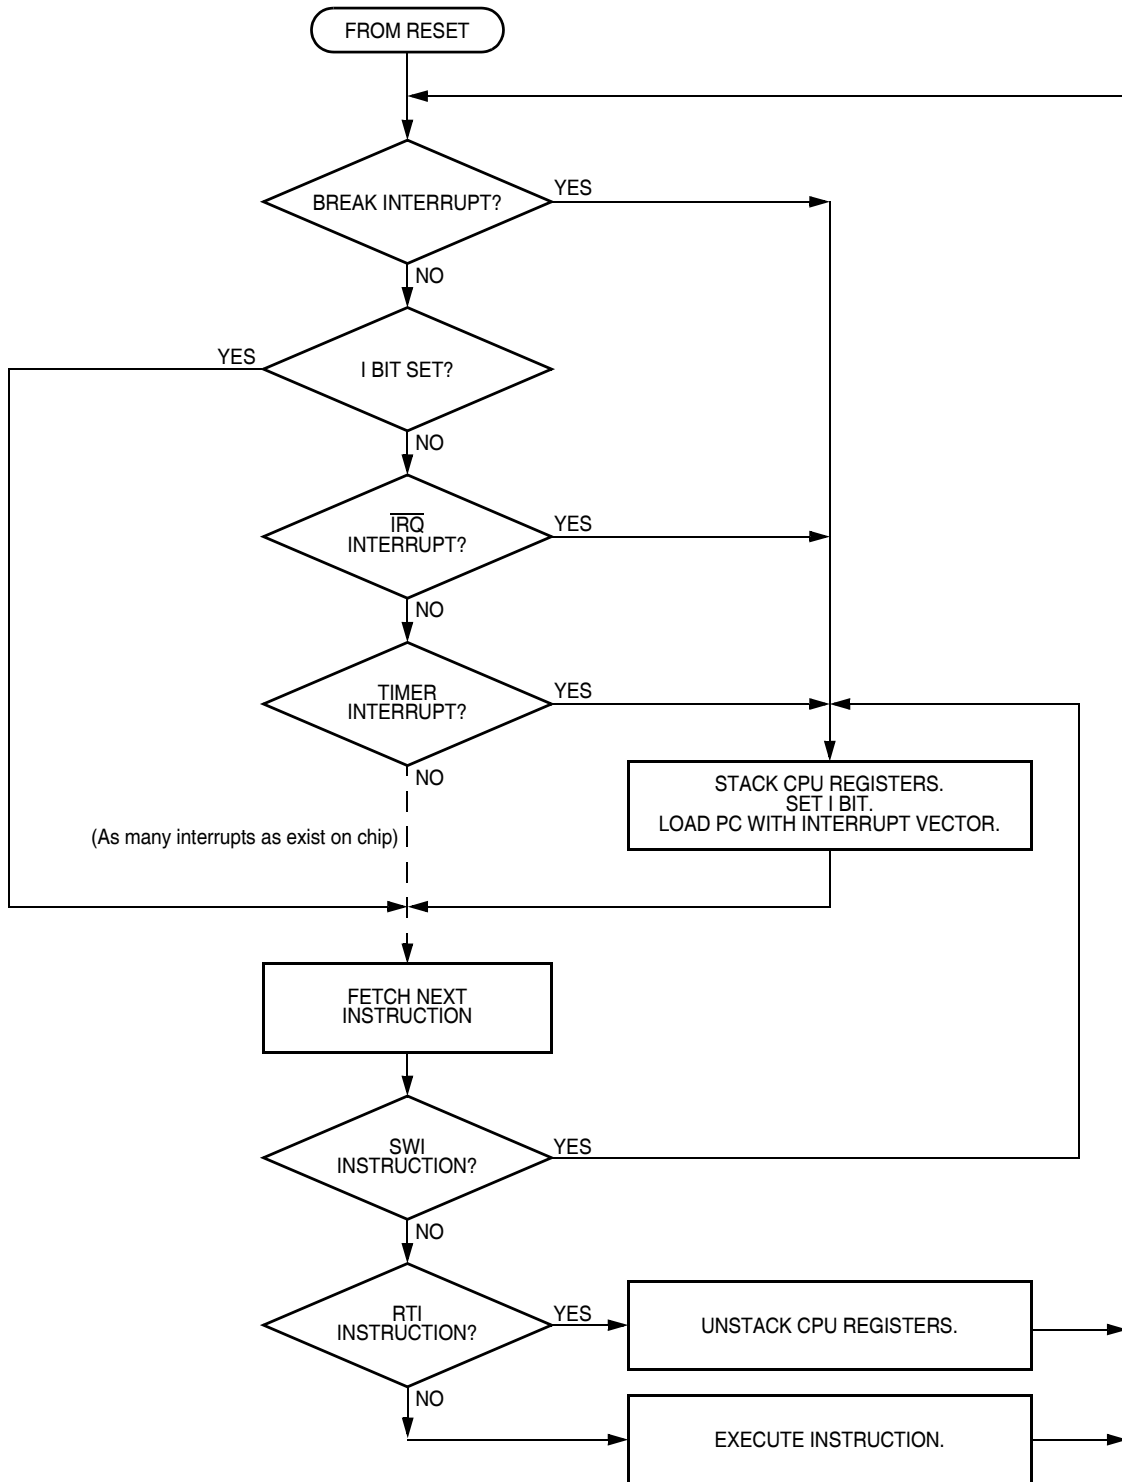 FROM RESET
BREAK INTERRUPT?
YES
NO
YES
I BIT SET?
NO
IRQ
INTERRUPT?
YES
NO
TIMER
INTERRUPT?
YES
NO
STACK CPU REGISTERS.
SET I BIT.
LOAD PC WITH INTERRUPT VECTOR.
(As many interrupts as exist on chip)
FETCH NEXT
INSTRUCTION
SWI
INSTRUCTION?
YES
NO
RTI
INSTRUCTION?
YES
UNSTACK CPU REGISTERS.
NO
EXECUTE INSTRUCTION.